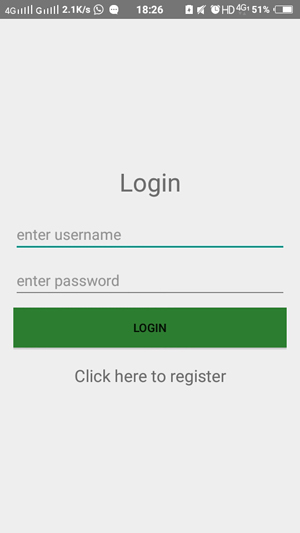 4G G 2.1K/s 18:26 HD 4G 51%
Login
enter username
enter password
LOGIN
Click here to register